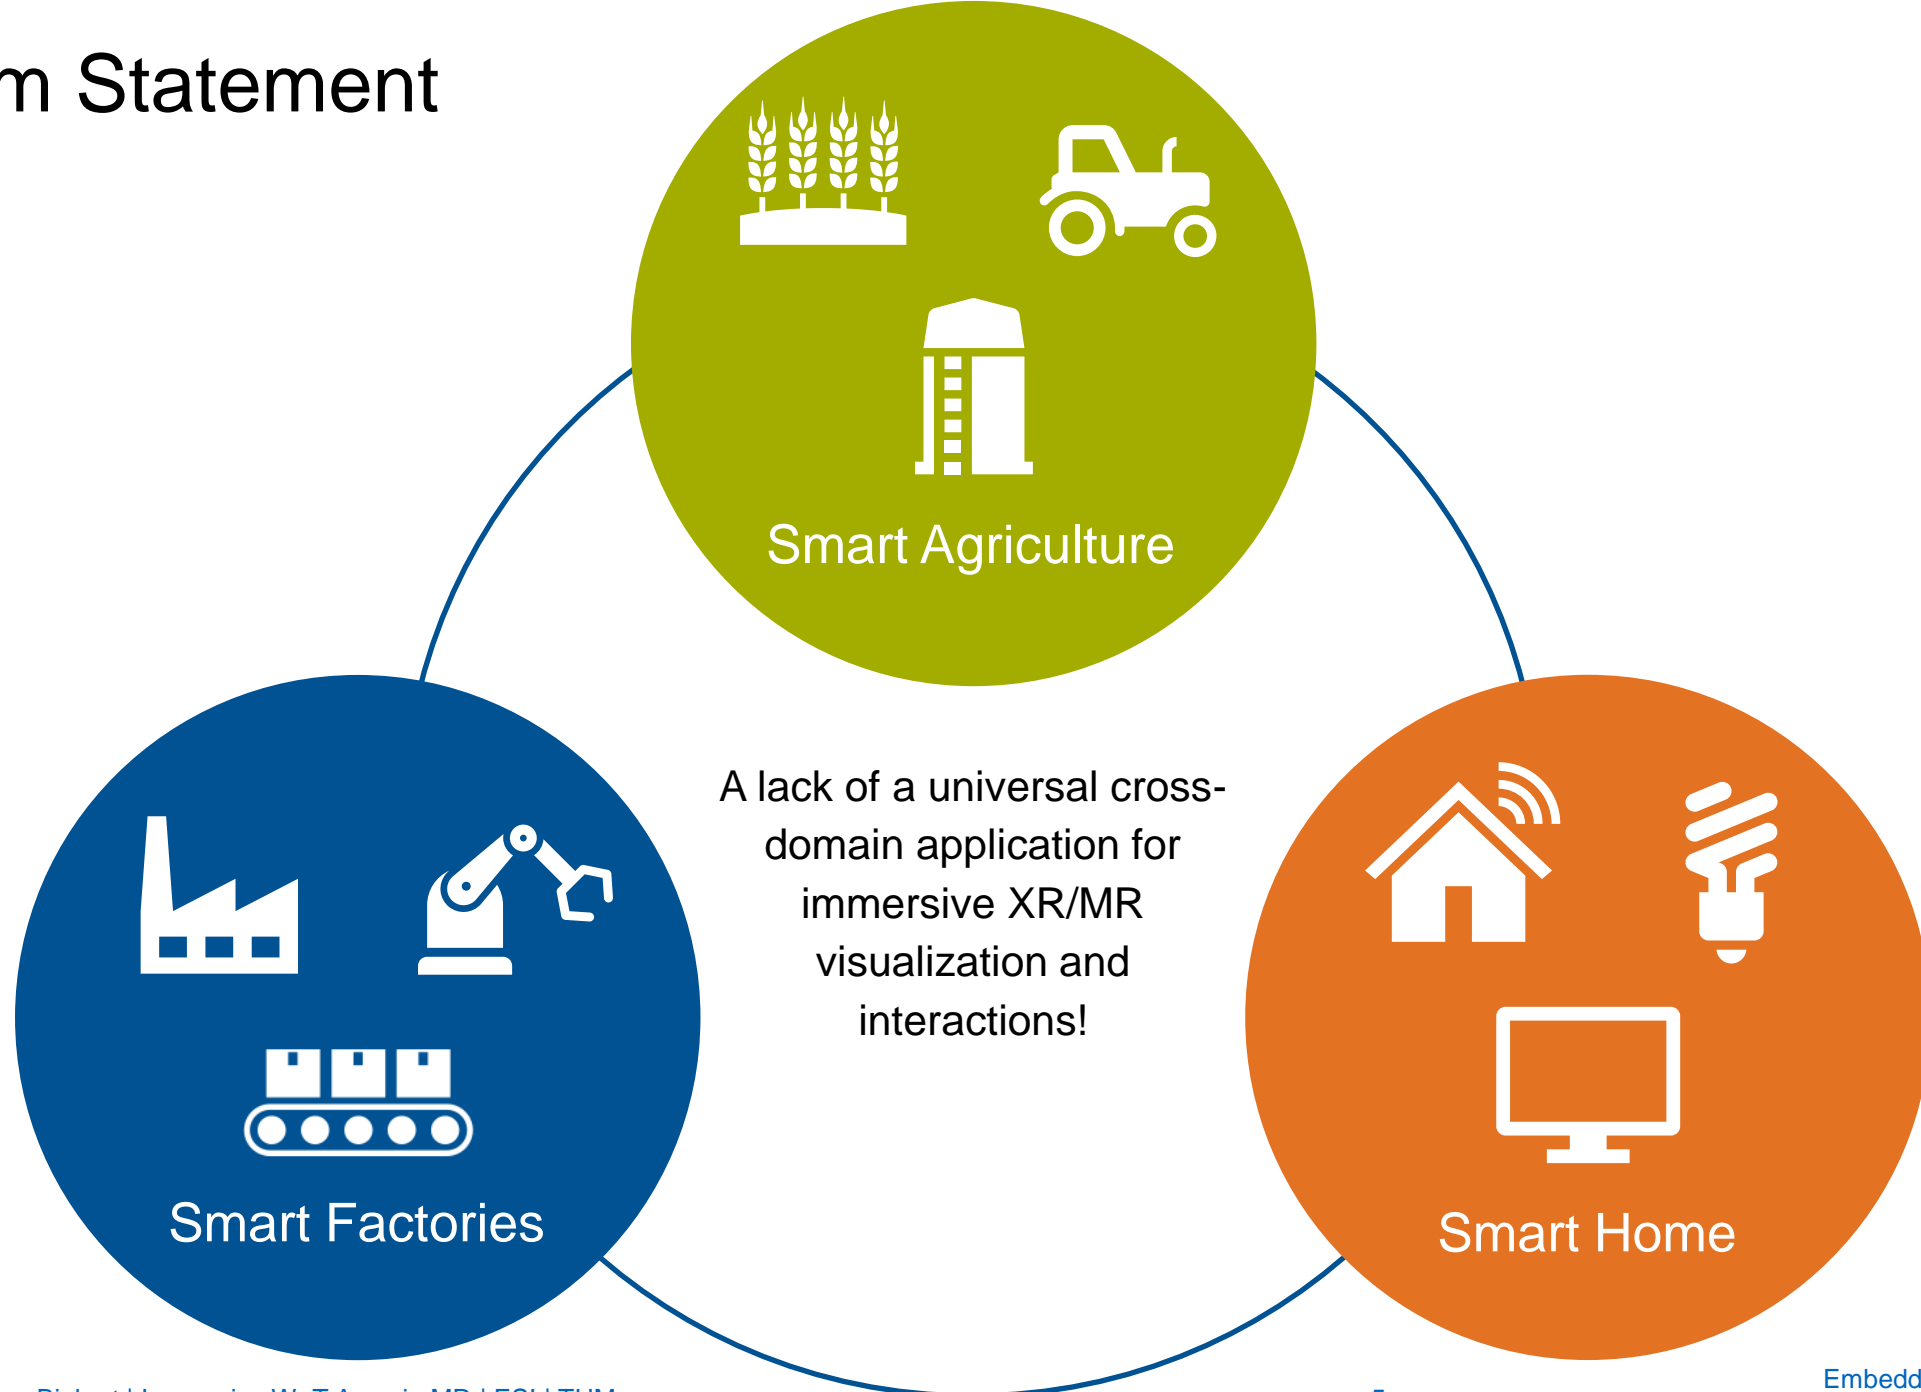 m Statement
Smart Agriculture
A lack of a universal cross-
domain application for
immersive XR/MR
visualization and
interactions!
Smart Factories
Smart Home
Embedd